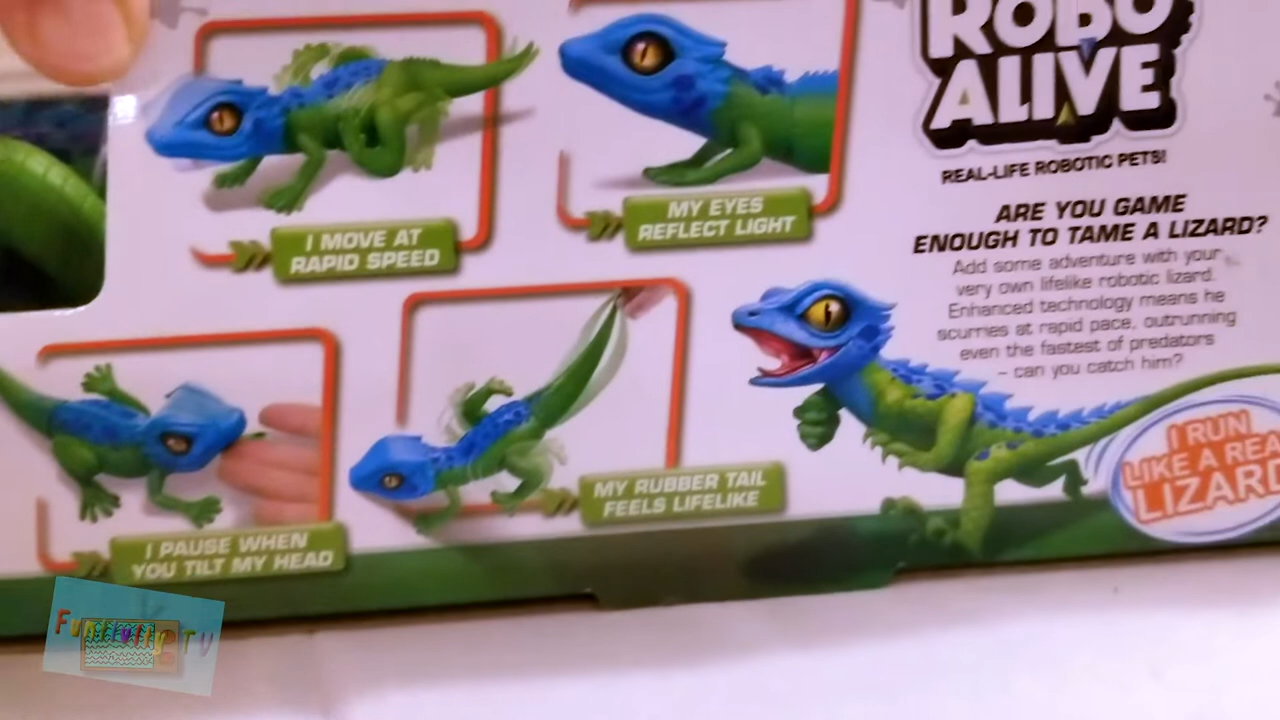 ROBO
ALIVE
REAL-LIFE ROBOTIC PETS!
I MOVE AT
RAPID SPEED
MY EYES
REFLECT LIGHT
ARE YOU GAME
ENOUGH TO TAME A LIZARD?
Add some adventure with your
very own lifelike robotic lizard.
Enhanced technology means he
scurries at rapid pace, outrunning
even the fastest of predators
– can you catch him?
I PAUSE WHEN
YOU TILT MY HEAD
MY RUBBER TAIL
FEELS LIFELIKE
I RUN
LIKE A REA
LIZARD
TV